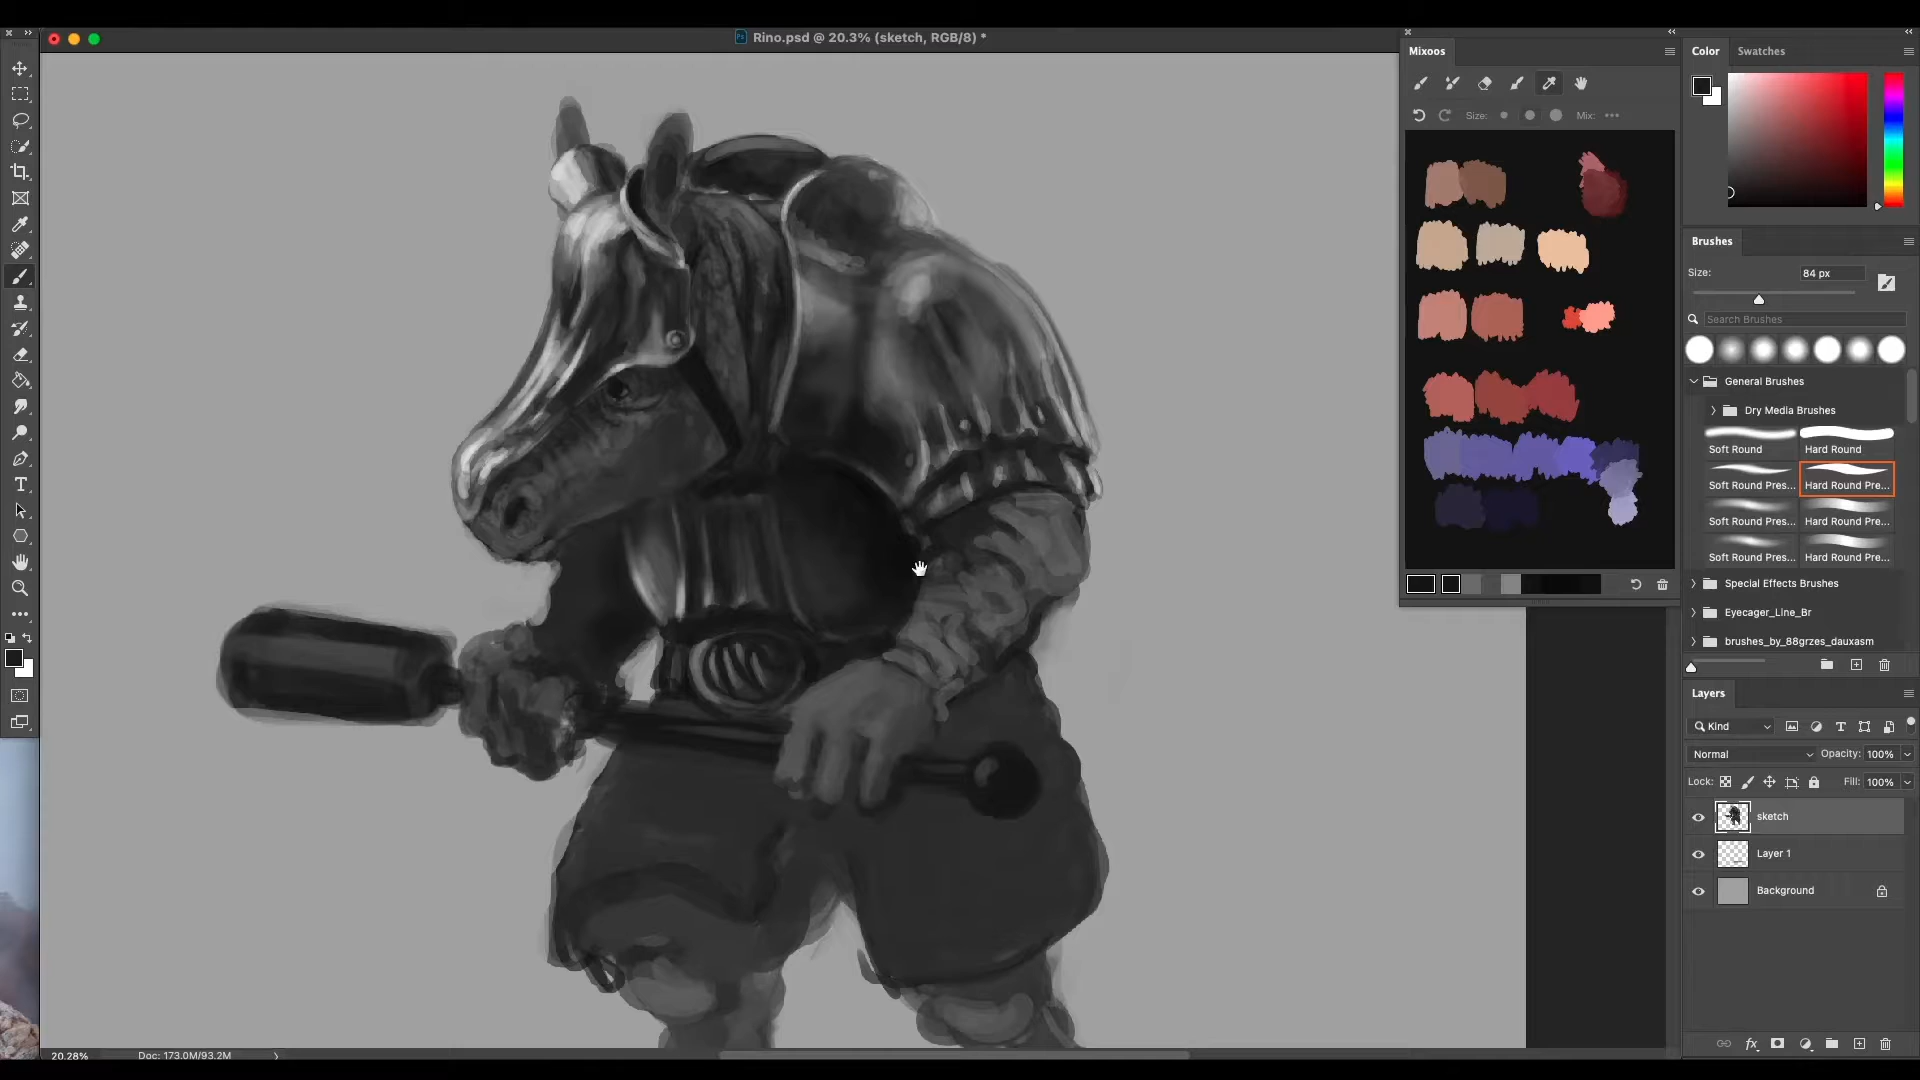 Rino.psd @ 20.3% (sketch, RGB/8) *
Mixoos
Size:
Mix:
Color
Swatches
Brushes
Size:
84 px
Search Brushes
General Brushes
Dry Media Brushes
Soft Round
Hard Round
Soft Round Pres...
Hard Round Pre...
Soft Round Pres...
Hard Round Pre...
Soft Round Pres...
Hard Round Pre...
Special Effects Brushes
Eyecager_Line_Br
brushes_by_88grzes_dauxasm
Layers
Kind
Normal
Opacity: 100%
Lock:
Fill: 100%
sketch
Layer 1
Background
20.28%
Doc: 173.0M/93.2M